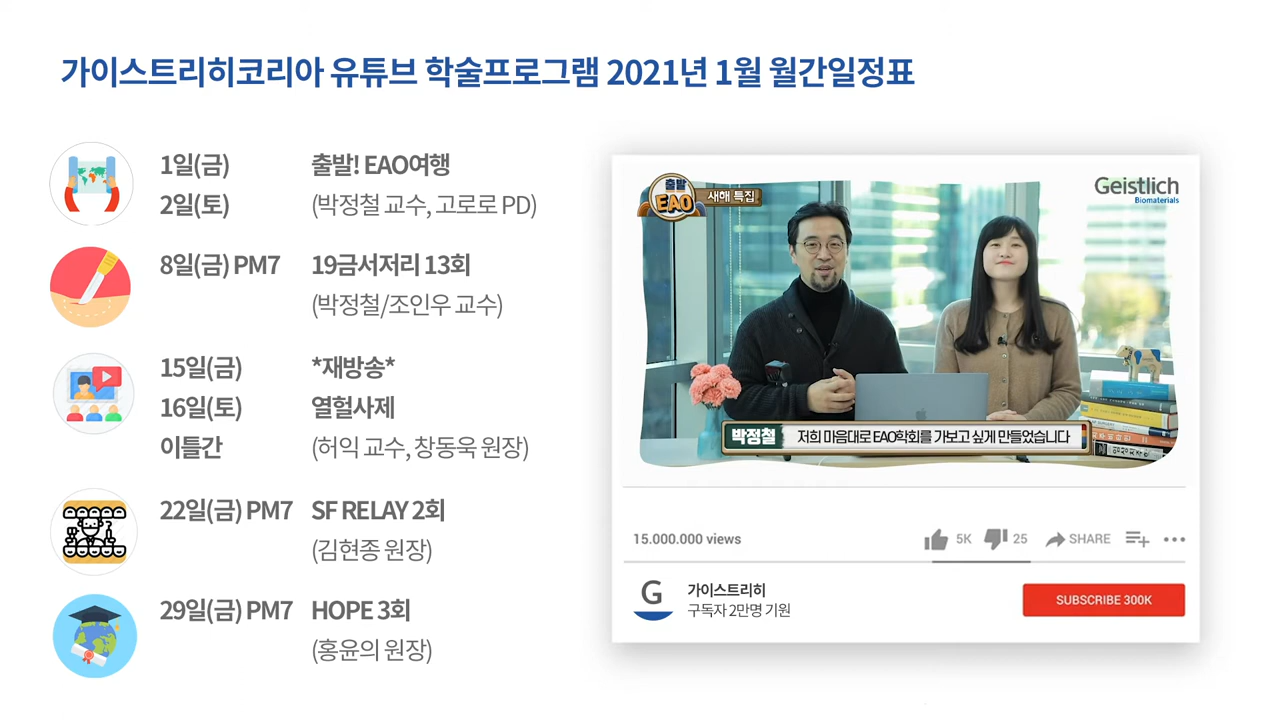 가이스트리히코리아 유튜브 학술프로그램 2021년 1월 월간일정표
1일(금) 출발! EAO여행
2일(토) (박정철 교수, 고로로 PD)
8일(금) PM7 19금서저리 13회
(박정철/조인우 교수)
15일(금) *재방송*
16일(토) 열헐사제
이틀간 (허익 교수, 창동욱 원장)
22일(금) PM7 SF RELAY 2회
(김현종 원장)
29일(금) PM7 HOPE 3회
(홍윤의 원장)
출발
EAO
새해 특집
Geistlich
Biomaterials
박정철 저희 마음대로 EAO학회를 가보고 싶게 만들었습니다
15.000.000 views 5K 25 SHARE
G 가이스트리히
구독자 2만명 기원
SUBSCRIBE 300K